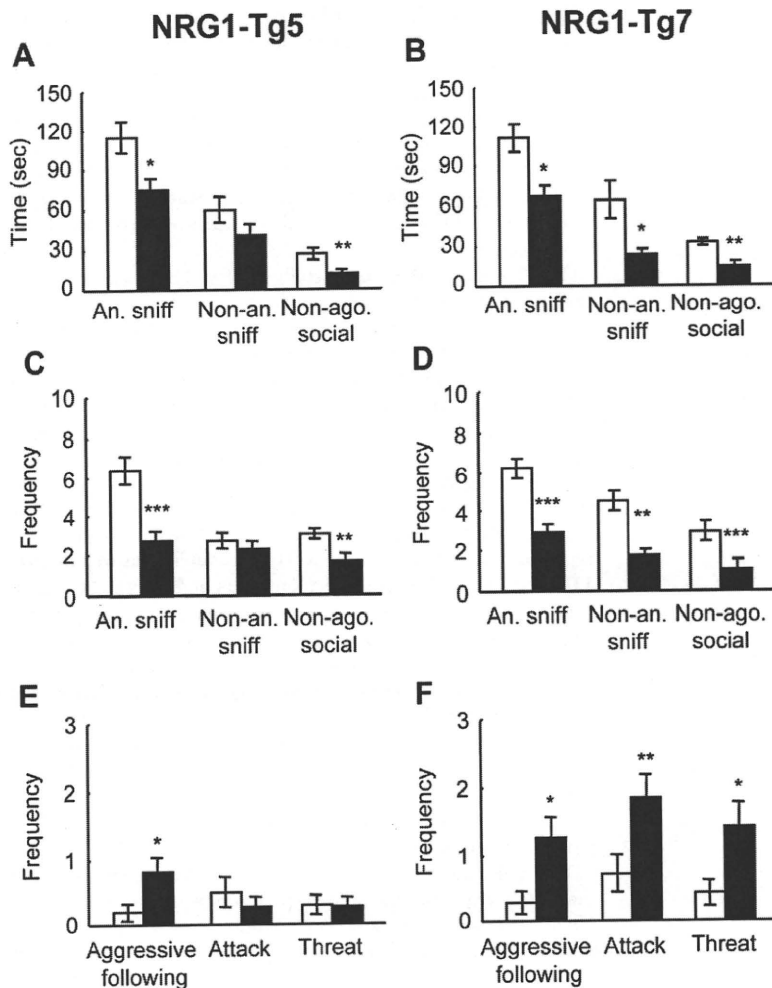 NRG1-Tg5
NRG1-Tg7
A
Time (sec)
150
120
90
60
30
0
*
**
An. sniff
Non-an.
sniff
Non-ago.
social
B
Time (sec)
150
120
90
60
30
0
*
*
**
An. sniff
Non-an.
sniff
Non-ago.
social
C
Frequency
10
8
6
4
2
0
***
**
An. sniff
Non-an.
sniff
Non-ago.
social
D
Frequency
10
8
6
4
2
0
***
**
***
An. sniff
Non-an.
sniff
Non-ago.
social
E
Frequency
3
2
1
0
*
Aggressive
following
Attack
Threat
F
Frequency
3
2
1
0
*
**
*
Aggressive
following
Attack
Threat